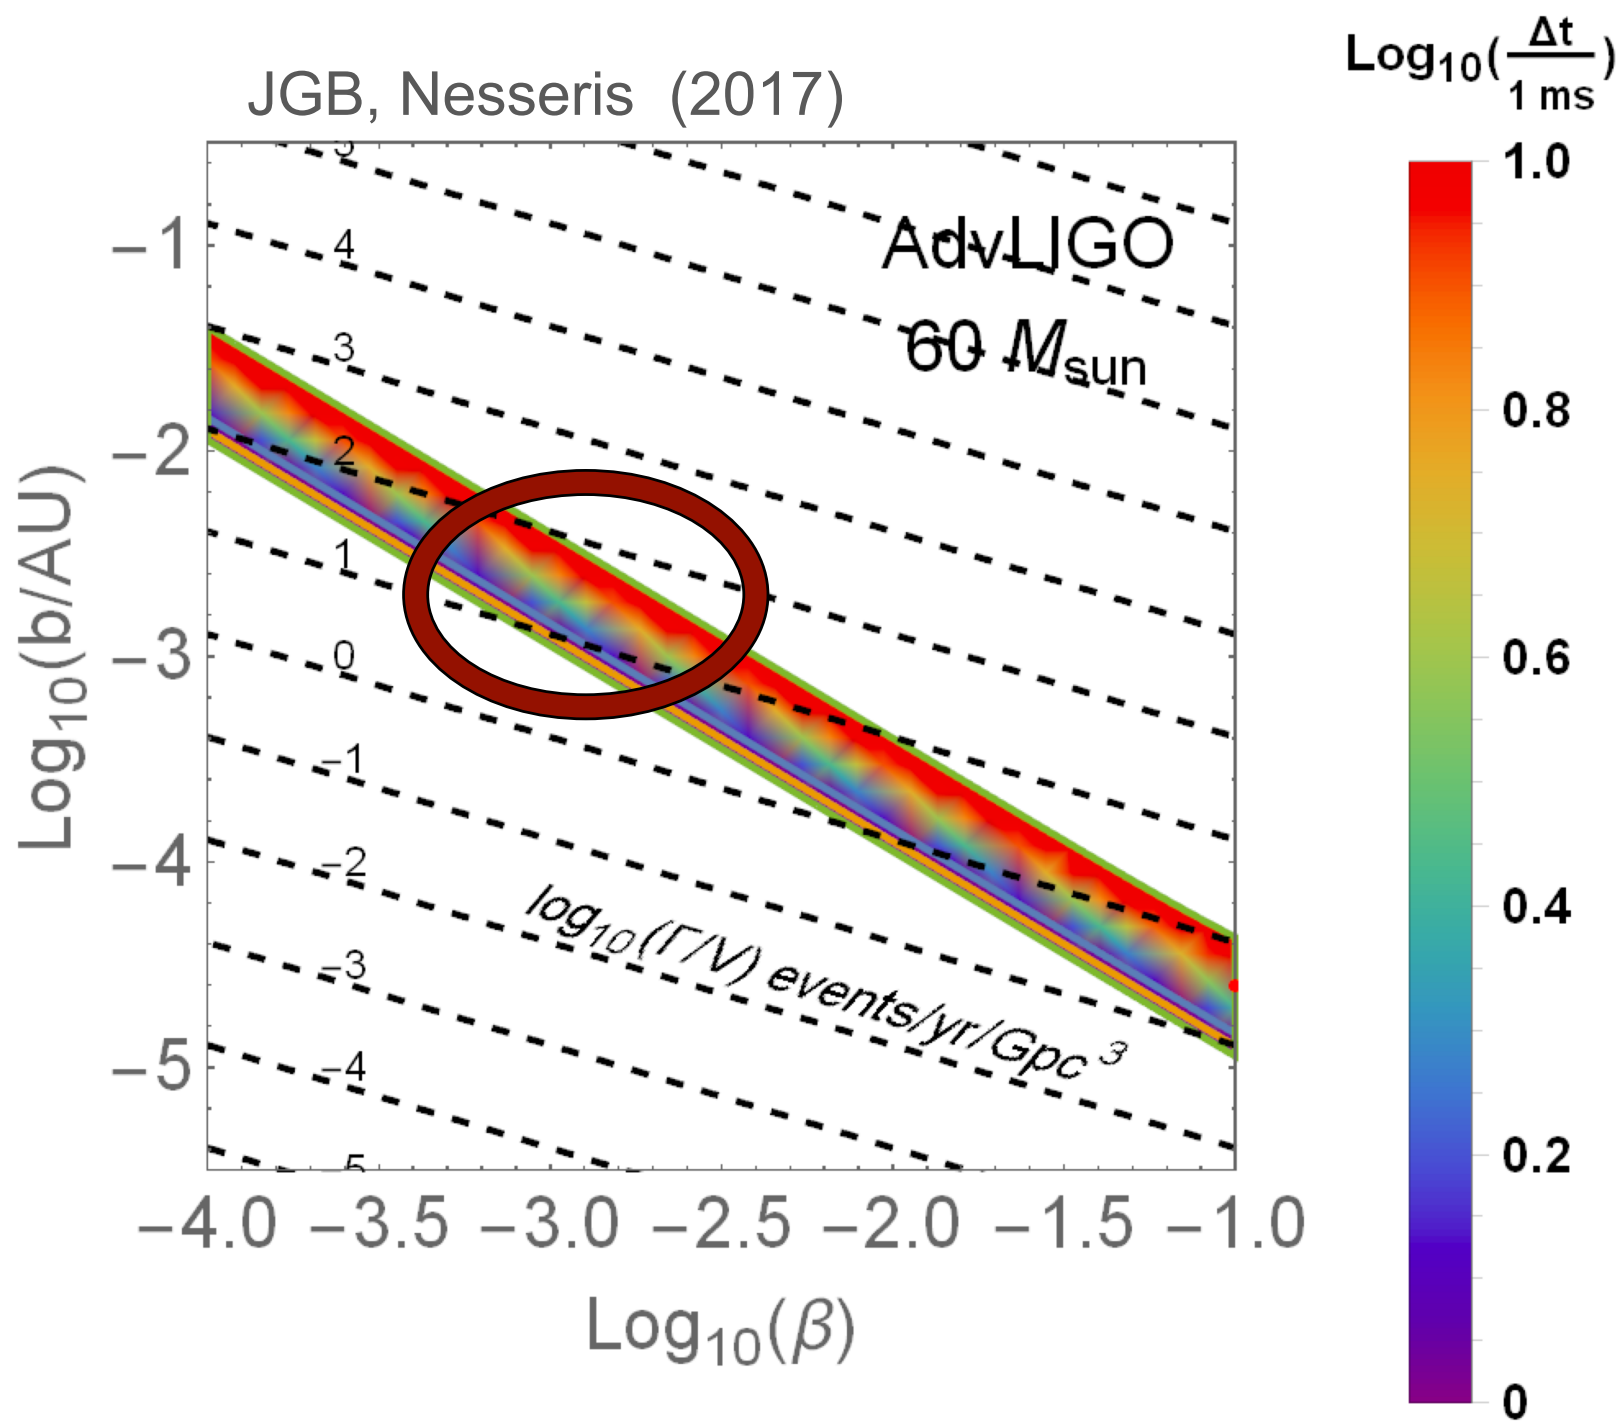 JGB, Nesseris (2017)
Log10(Δt/1 ms)
AdvLIGO
60 Msun
5
4
3
2
1
0
−1
−2
−3
−4
−5
log10(Γ/V) events/yr/Gpc3
Log10(b/AU)
−1
−2
−3
−4
−5
−4.0 −3.5 −3.0 −2.5 −2.0 −1.5 −1.0
Log10(β)
1.0
0.8
0.6
0.4
0.2
0